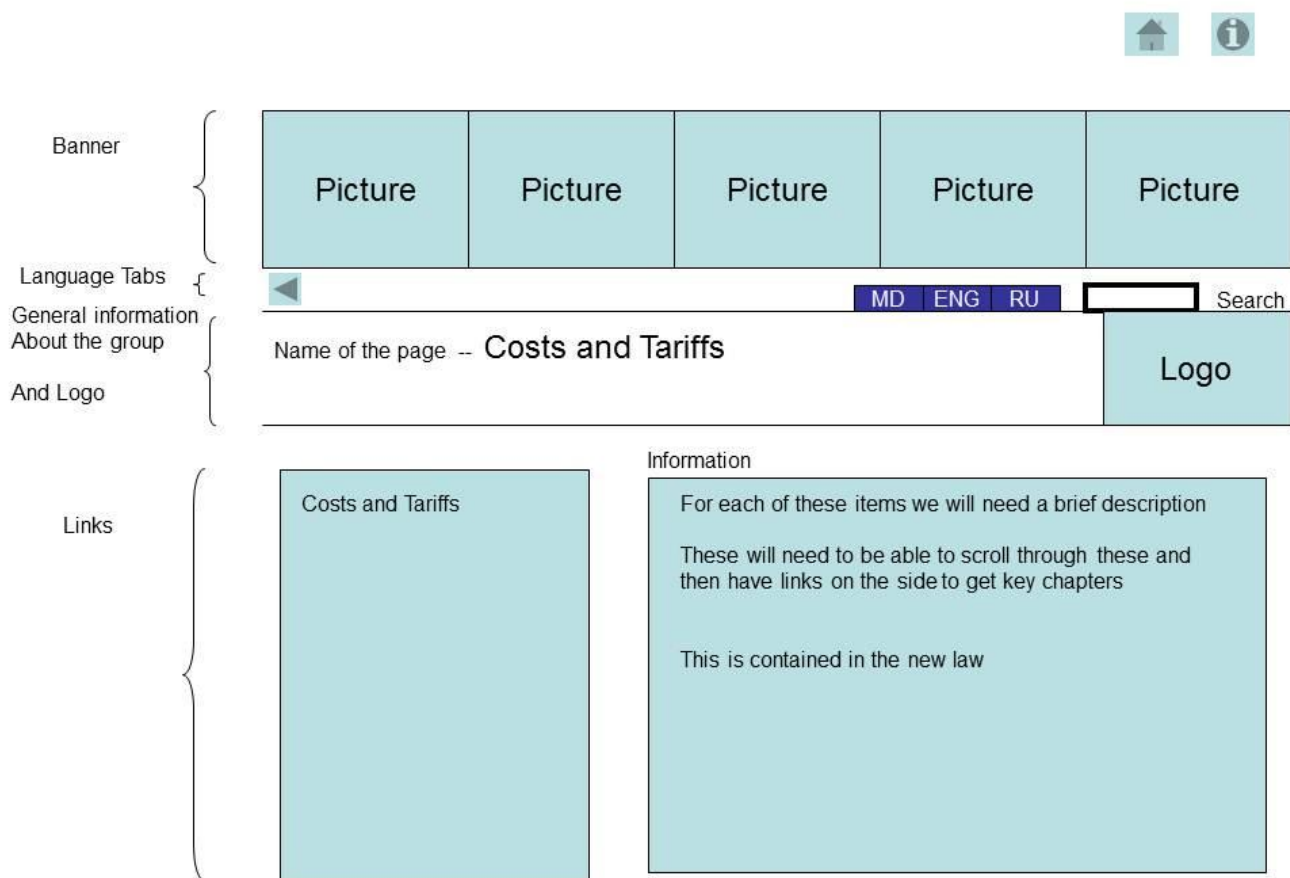 Banner
Picture Picture Picture Picture Picture
Language Tabs
MD ENG RU Search
General information
About the group
And Logo
Name of the page -- Costs and Tariffs
Logo
Links
Costs and Tariffs
Information
For each of these items we will need a brief description
These will need to be able to scroll through these and
then have links on the side to get key chapters
This is contained in the new law